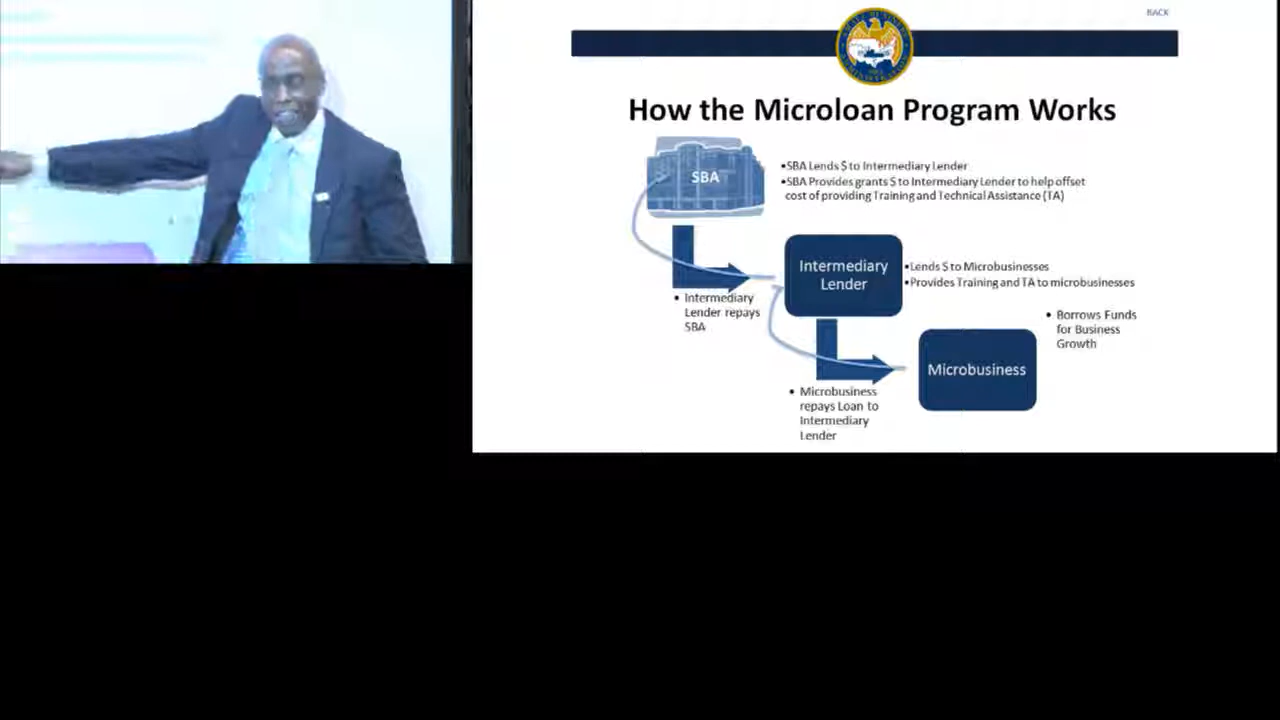 BACK
How the Microloan Program Works
SBA
•SBA Lends $ to Intermediary Lender
•SBA Provides grants $ to Intermediary Lender to help offset
cost of providing Training and Technical Assistance (TA)
Intermediary
Lender
•Lends $ to Microbusinesses
•Provides Training and TA to microbusinesses
• Intermediary
Lender repays
SBA
• Borrows Funds
for Business
Growth
Microbusiness
• Microbusiness
repays Loan to
Intermediary
Lender